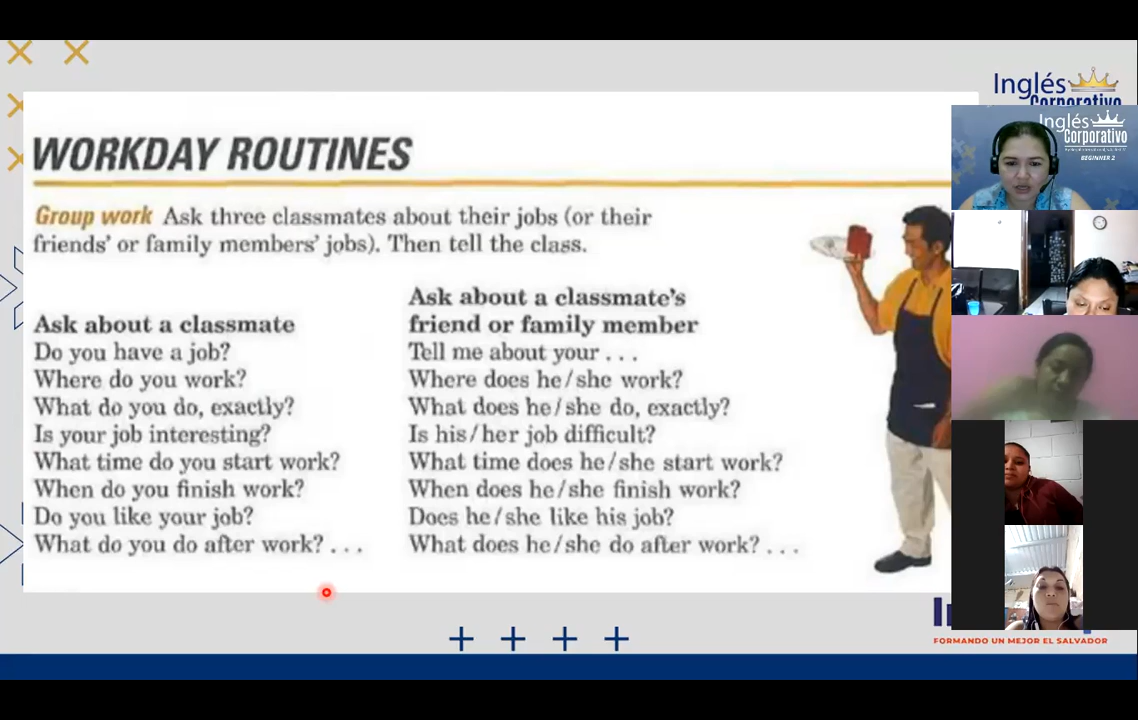 Inglés
Corporativo
WORKDAY ROUTINES
Group work Ask three classmates about their jobs (or their
friends' or family members' jobs). Then tell the class.
Ask about a classmate
Do you have a job?
Where do you work?
What do you do, exactly?
Is your job interesting?
What time do you start work?
When do you finish work?
Do you like your job?
What do you do after work? . . .
Ask about a classmate's
friend or family member
Tell me about your . . .
Where does he/she work?
What does he/she do, exactly?
Is his/her job difficult?
What time does he/she start work?
When does he/she finish work?
Does he/she like his job?
What does he/she do after work? . . .
Inglés
Corporativo
BEGINNER 2
FORMANDO UN MEJOR EL SALVADOR